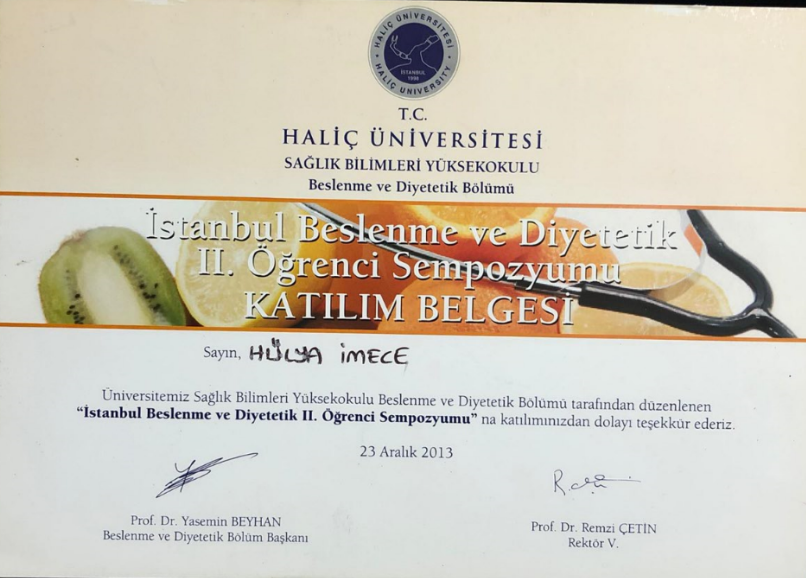 HALİÇ ÜNİVERSİTESİ
İSTANBUL
1998
HALİÇ UNIVERSITY
T.C.
HALİÇ ÜNİVERSİTESİ
SAĞLIK BİLİMLERİ YÜKSEKOKULU
Beslenme ve Diyetetik Bölümü
İstanbul Beslenme ve Diyetetik
II. Öğrenci Sempozyumu
KATILIM BELGESİ
Sayın, HÜLYA İMECE
Üniversitemiz Sağlık Bilimleri Yüksekokulu Beslenme ve Diyetetik Bölümü tarafından düzenlenen
“İstanbul Beslenme ve Diyetetik II. Öğrenci Sempozyumu” na katılımınızdan dolayı teşekkür ederiz.
23 Aralık 2013
Prof. Dr. Yasemin BEYHAN
Beslenme ve Diyetetik Bölüm Başkanı
Prof. Dr. Remzi ÇETİN
Rektör V.